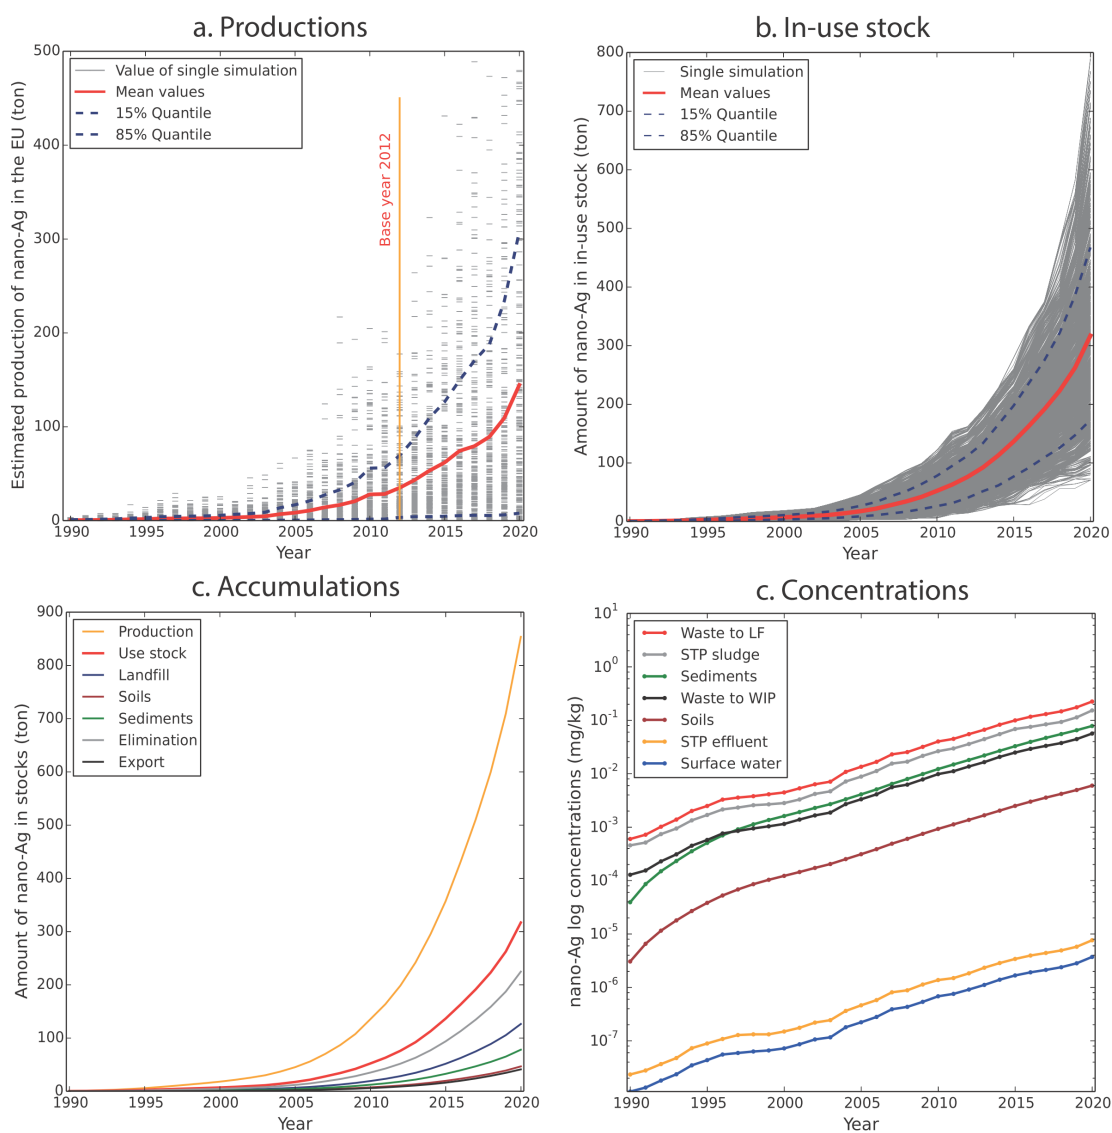 a. Productions
500
400
300
200
100
0
1990
1995
2000
2005
2010
2015
2020
Estimated production of nano-Ag in the EU (ton)
Year
Value of single simulation
Mean values
15% Quantile
85% Quantile
Base year 2012
b. In-use stock
800
700
600
500
400
300
200
100
0
1990
1995
2000
2005
2010
2015
2020
Amount of nano-Ag in in-use stock (ton)
Year
Single simulation
Mean values
15% Quantile
85% Quantile
c. Accumulations
900
800
700
600
500
400
300
200
100
0
1990
1995
2000
2005
2010
2015
2020
Amount of nano-Ag in stocks (ton)
Year
Production
Use stock
Landfill
Soils
Sediments
Elimination
Export
c. Concentrations
10^1
10^0
10^-1
10^-2
10^-3
10^-4
10^-5
10^-6
10^-7
1990
1995
2000
2005
2010
2015
2020
nano-Ag log concentrations (mg/kg)
Year
Waste to LF
STP sludge
Sediments
Waste to WIP
Soils
STP effluent
Surface water